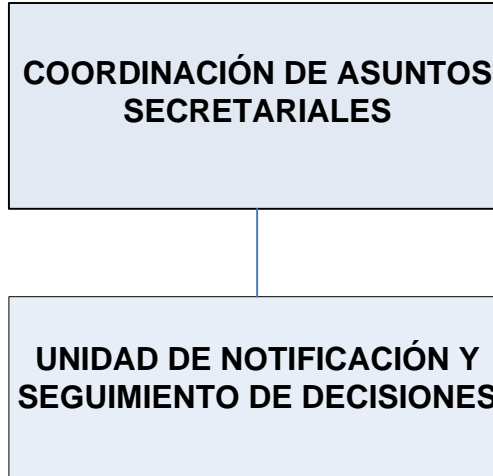 COORDINACIÓN DE ASUNTOS
SECRETARIALES
UNIDAD DE NOTIFICACIÓN Y
SEGUIMIENTO DE DECISIONES